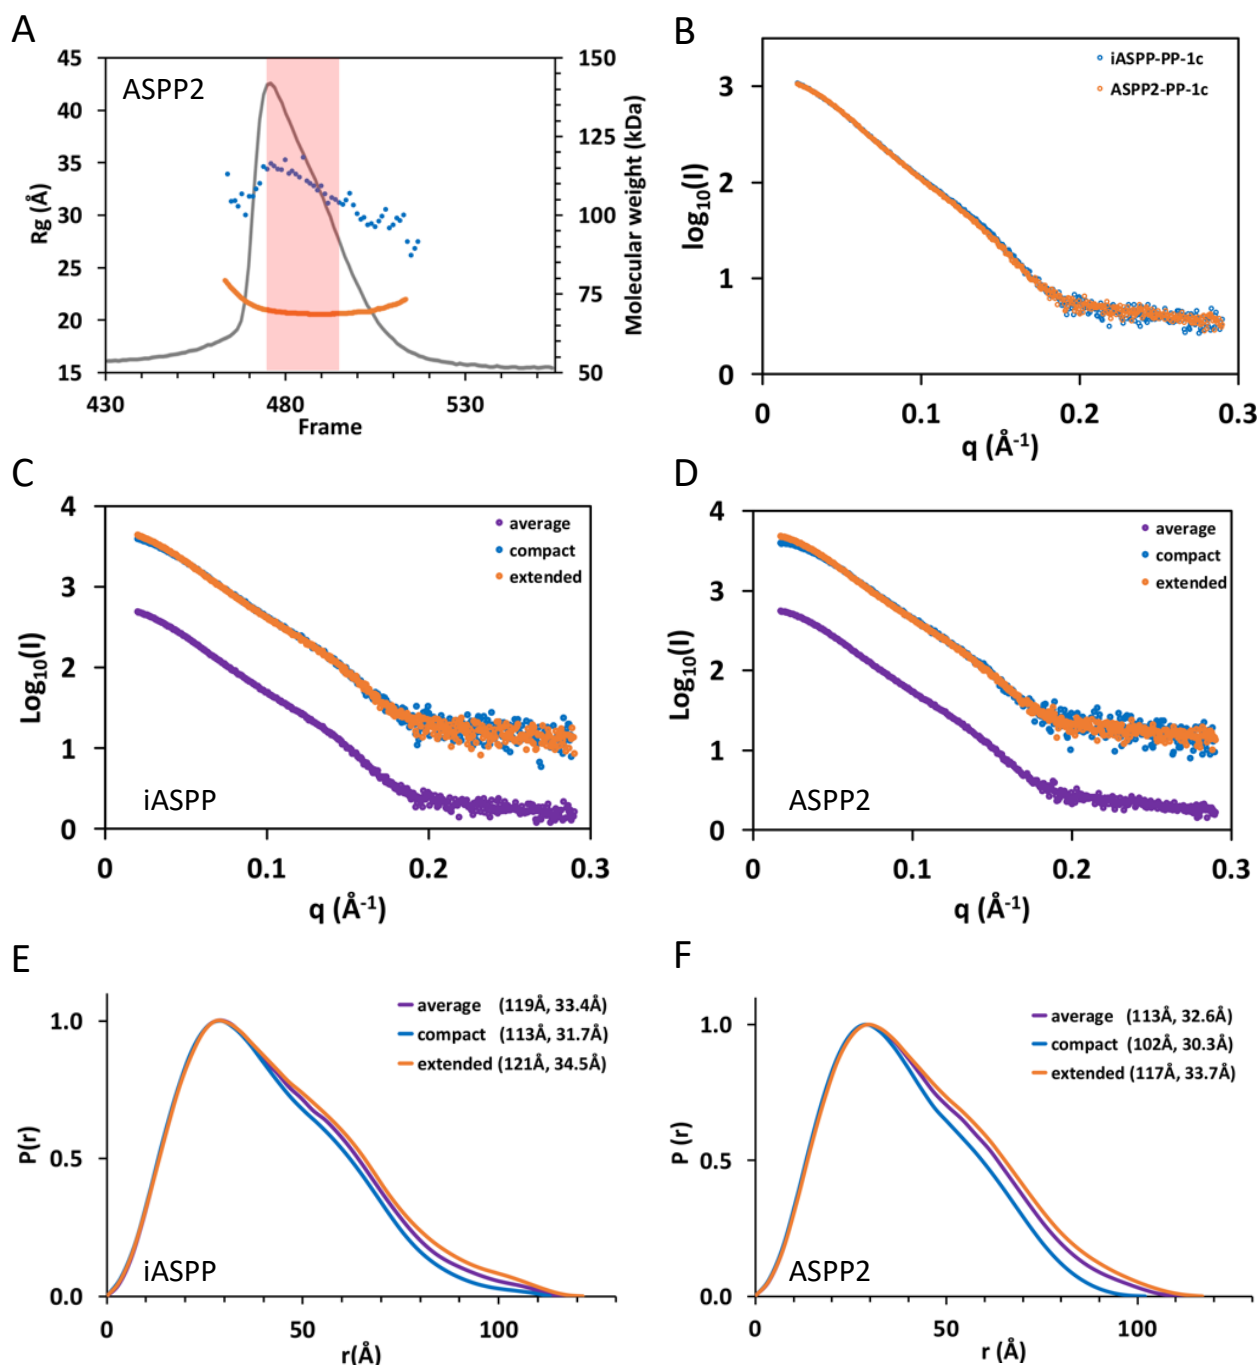 A
ASPP2
45
40
35
30
25
20
15
Rg (Å)
150
125
100
75
50
Molecular weight (kDa)
430
480
530
Frame
B
iASPP-PP-1c
ASPP2-PP-1c
3
2
1
0
log10(I)
0
0.1
0.2
0.3
q (Å-1)
C
average
compact
extended
4
3
2
1
0
Log10(I)
iASPP
0
0.1
0.2
0.3
q (Å-1)
D
average
compact
extended
4
3
2
1
0
Log10(I)
ASPP2
0
0.1
0.2
0.3
q (Å-1)
E
average (119Å, 33.4Å)
compact (113Å, 31.7Å)
extended (121Å, 34.5Å)
1.0
0.5
0.0
P(r)
iASPP
0
50
100
r(Å)
F
average (113Å, 32.6Å)
compact (102Å, 30.3Å)
extended (117Å, 33.7Å)
1.0
0.5
0.0
P (r)
ASPP2
0
50
100
r (Å)